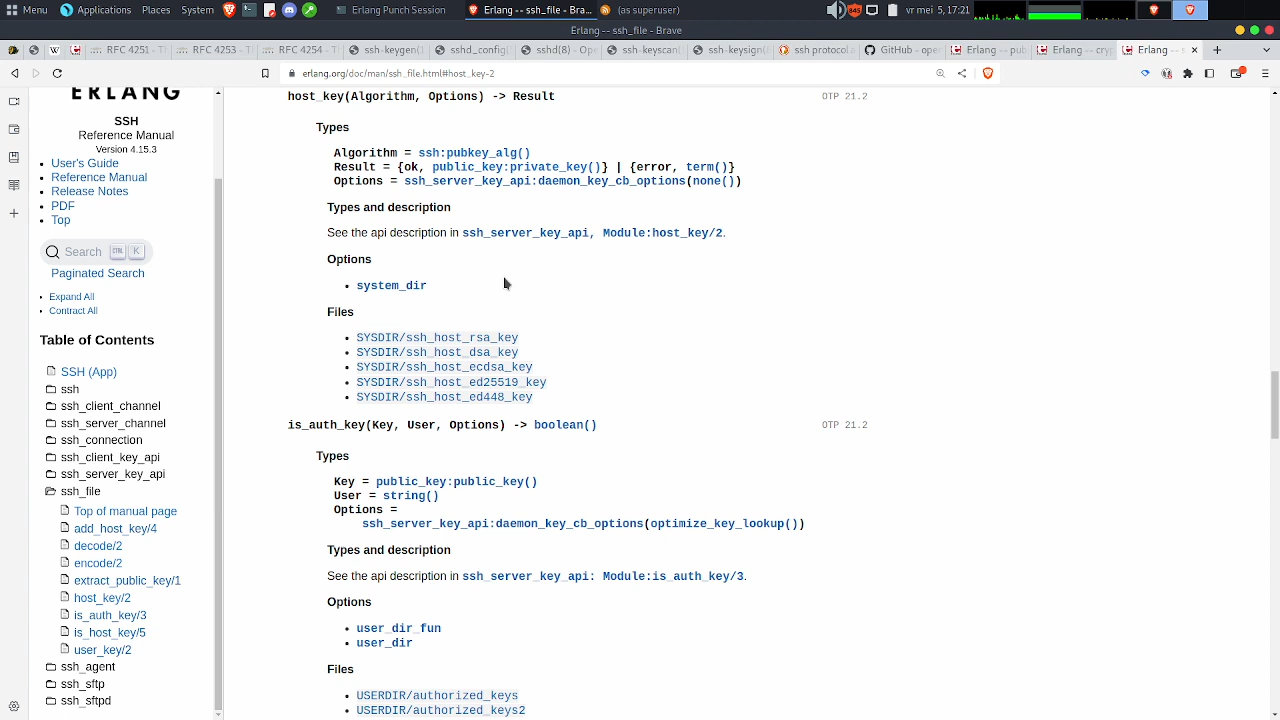 Menu Applications Places System Erlang Punch Session Erlang -- ssh_file - Bra... (as superuser) 645 vr mei 5, 17:21
Erlang -- ssh_file - Brave
RFC 4251 - Tl RFC 4253 - Tl RFC 4254 - Tl ssh-keygen(1 sshd_config( sshd(8) - Ope ssh-keyscan( ssh-keysign( ssh protocols GitHub - oper Erlang -- pub Erlang -- cryp Erlang -- s
erlang.org/doc/man/ssh_file.html#host_key-2
ERLANG
SSH
Reference Manual
Version 4.15.3
User's Guide
Reference Manual
Release Notes
PDF
Top
Search CTRL K
Paginated Search
Expand All
Contract All
Table of Contents
SSH (App)
ssh
ssh_client_channel
ssh_server_channel
ssh_connection
ssh_client_key_api
ssh_server_key_api
ssh_file
Top of manual page
add_host_key/4
decode/2
encode/2
extract_public_key/1
host_key/2
is_auth_key/3
is_host_key/5
user_key/2
ssh_agent
ssh_sftp
ssh_sftpd
host_key(Algorithm, Options) -> Result OTP 21.2
Types
Algorithm = ssh:pubkey_alg()
Result = {ok, public_key:private_key()} | {error, term()}
Options = ssh_server_key_api:daemon_key_cb_options(none())
Types and description
See the api description in ssh_server_key_api, Module:host_key/2.
Options
system_dir
Files
SYSDIR/ssh_host_rsa_key
SYSDIR/ssh_host_dsa_key
SYSDIR/ssh_host_ecdsa_key
SYSDIR/ssh_host_ed25519_key
SYSDIR/ssh_host_ed448_key
is_auth_key(Key, User, Options) -> boolean() OTP 21.2
Types
Key = public_key:public_key()
User = string()
Options =
ssh_server_key_api:daemon_key_cb_options(optimize_key_lookup())
Types and description
See the api description in ssh_server_key_api: Module:is_auth_key/3.
Options
user_dir_fun
user_dir
Files
USERDIR/authorized_keys
USERDIR/authorized_keys2